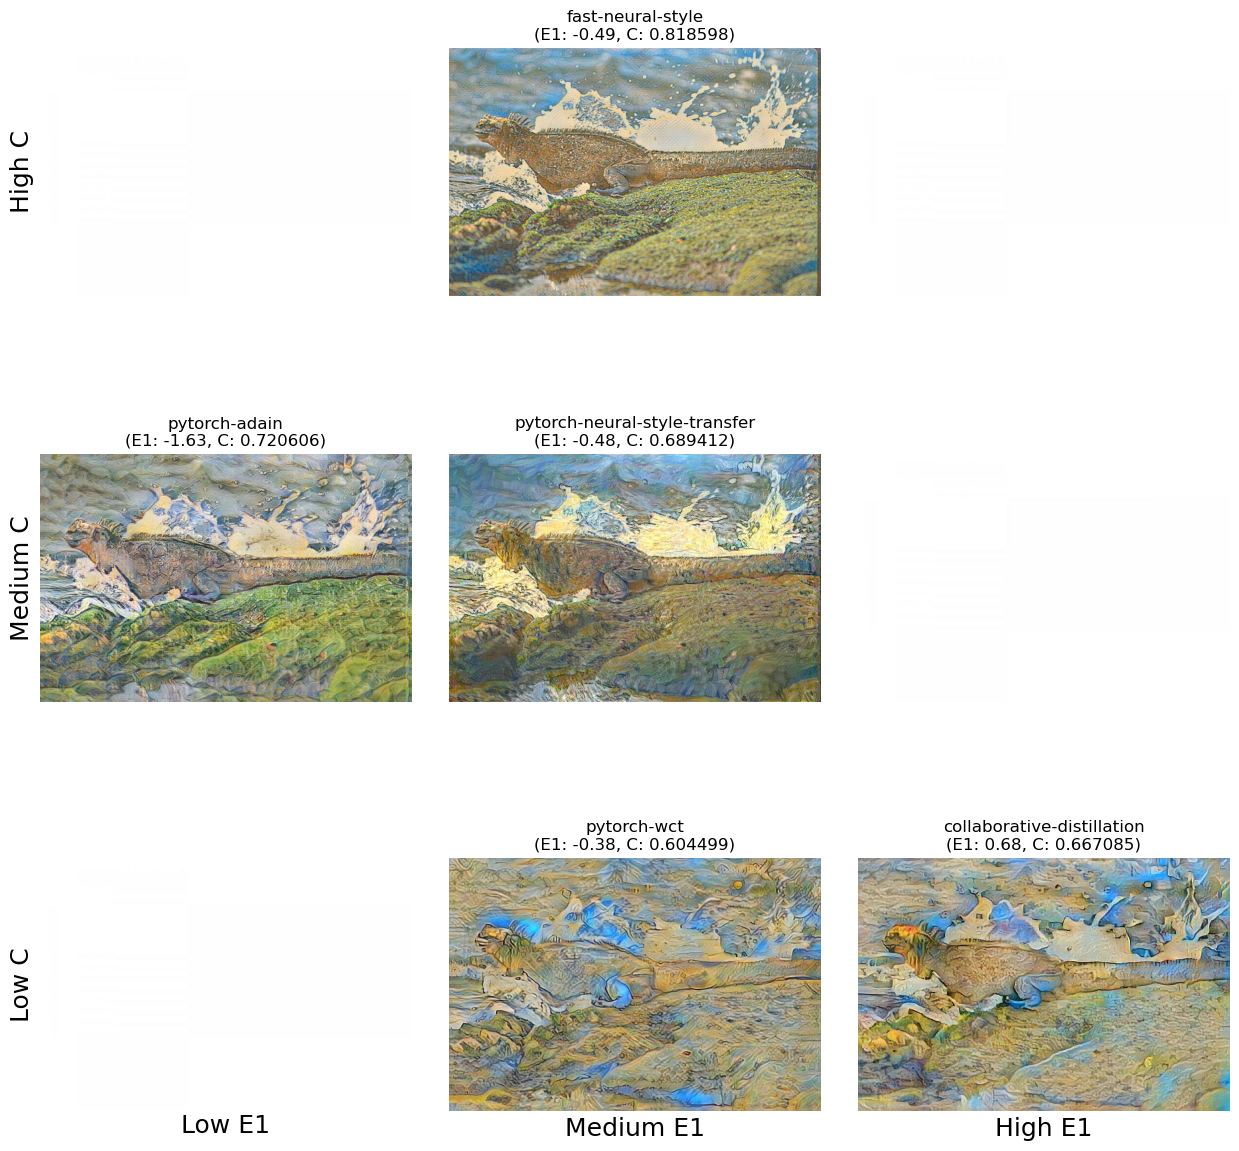 fast-neural-style
(E1: -0.49, C: 0.818598)
High C
pytorch-adain
(E1: -1.63, C: 0.720606)
pytorch-neural-style-transfer
(E1: -0.48, C: 0.689412)
Medium C
pytorch-wct
(E1: -0.38, C: 0.604499)
collaborative-distillation
(E1: 0.68, C: 0.667085)
Low C
Low E1
Medium E1
High E1